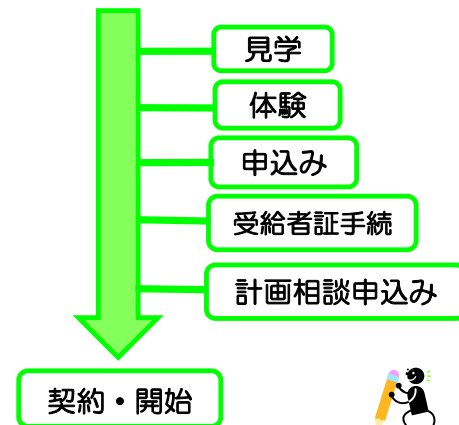 見学
体験
申込み
受給者証手続
計画相談申込み
契約・開始